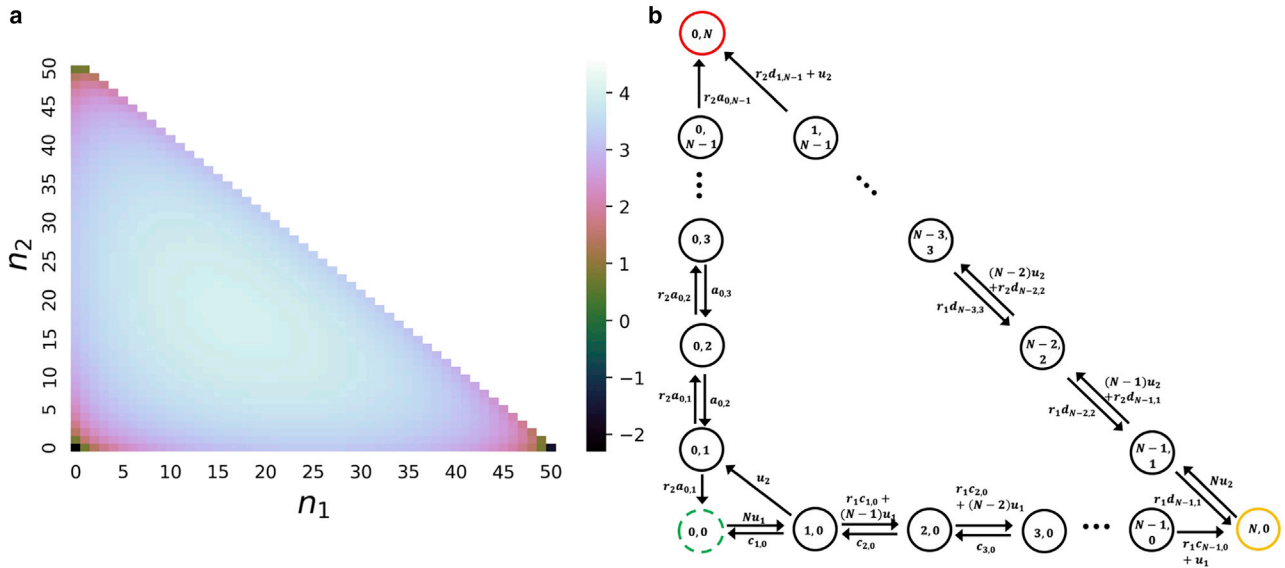 a
50
45
40
35
30
25
20
15
10
5
0
n2
0
5
10
15
20
25
30
35
40
45
50
n1
4
3
2
1
0
−1
−2
b
0, N
r2a0,N−1
r2d1,N−1 + u2
0,
N − 1
1,
N − 1
0, 3
N − 3,
3
r2a0,2
a0,3
(N − 2)u2
+r2dN−2,2
r1dN−3,3
0, 2
N − 2,
2
r2a0,1
a0,2
(N − 1)u2
+r2dN−1,1
r1dN−2,2
0, 1
N − 1,
1
r2a0,1
u2
Nu2
r1dN−1,1
0, 0
Nu1
c1,0
1, 0
r1c1,0 +
(N − 1)u1
c2,0
2, 0
r1c2,0
+ (N − 2)u1
c3,0
3, 0
N − 1,
0
r1cN−1,0
+ u1
N, 0